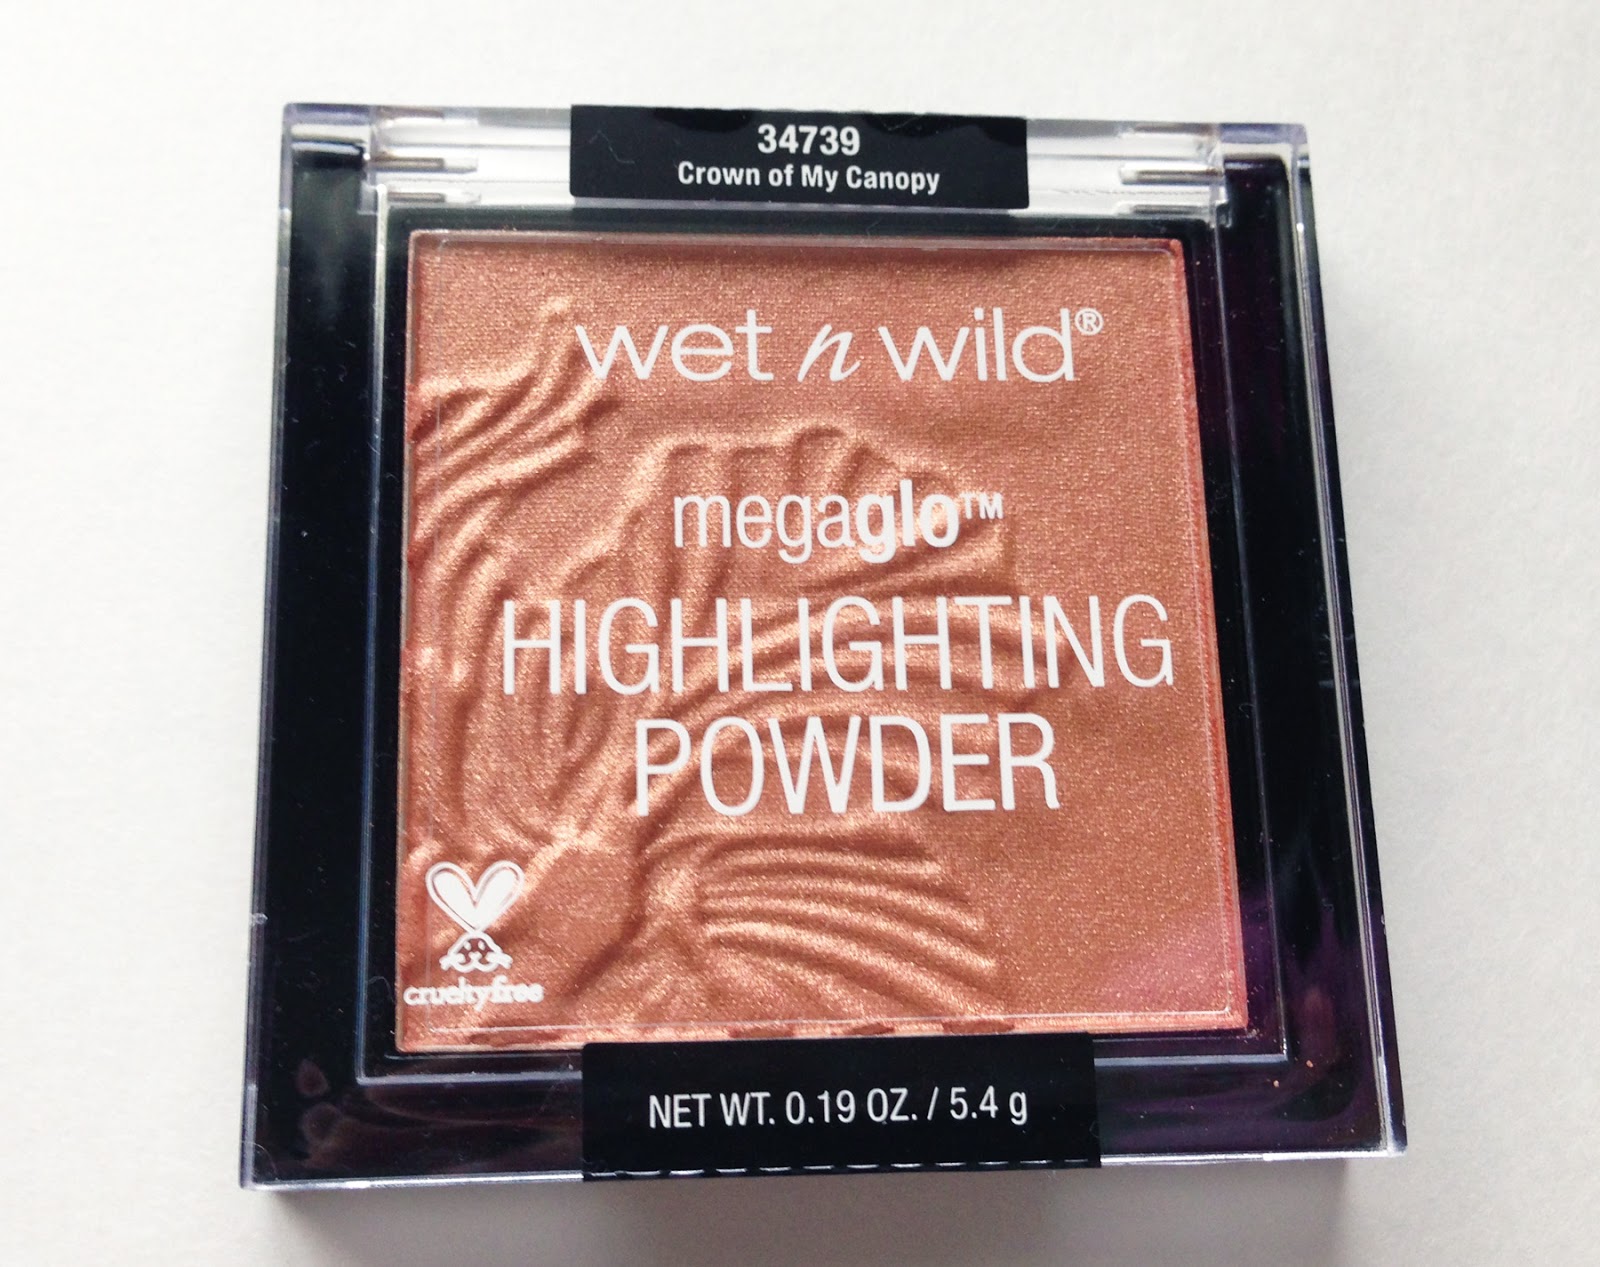 34739
Crown of My Canopy
wet n wild®
megaglo™
HIGHLIGHTING
POWDER
crueltyfree
NET WT. 0.19 OZ. / 5.4 g